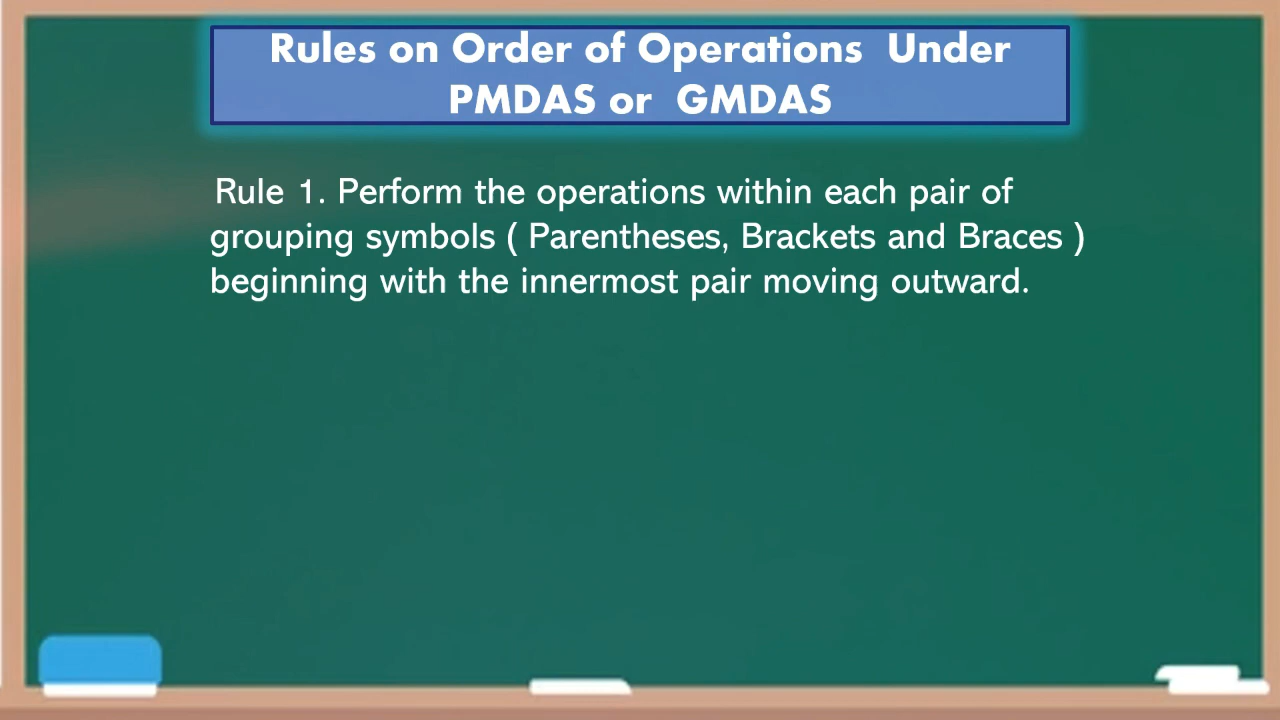 Rules on Order of Operations  Under
PMDAS or  GMDAS
Rule 1. Perform the operations within each pair of
grouping symbols ( Parentheses, Brackets and Braces )
beginning with the innermost pair moving outward.